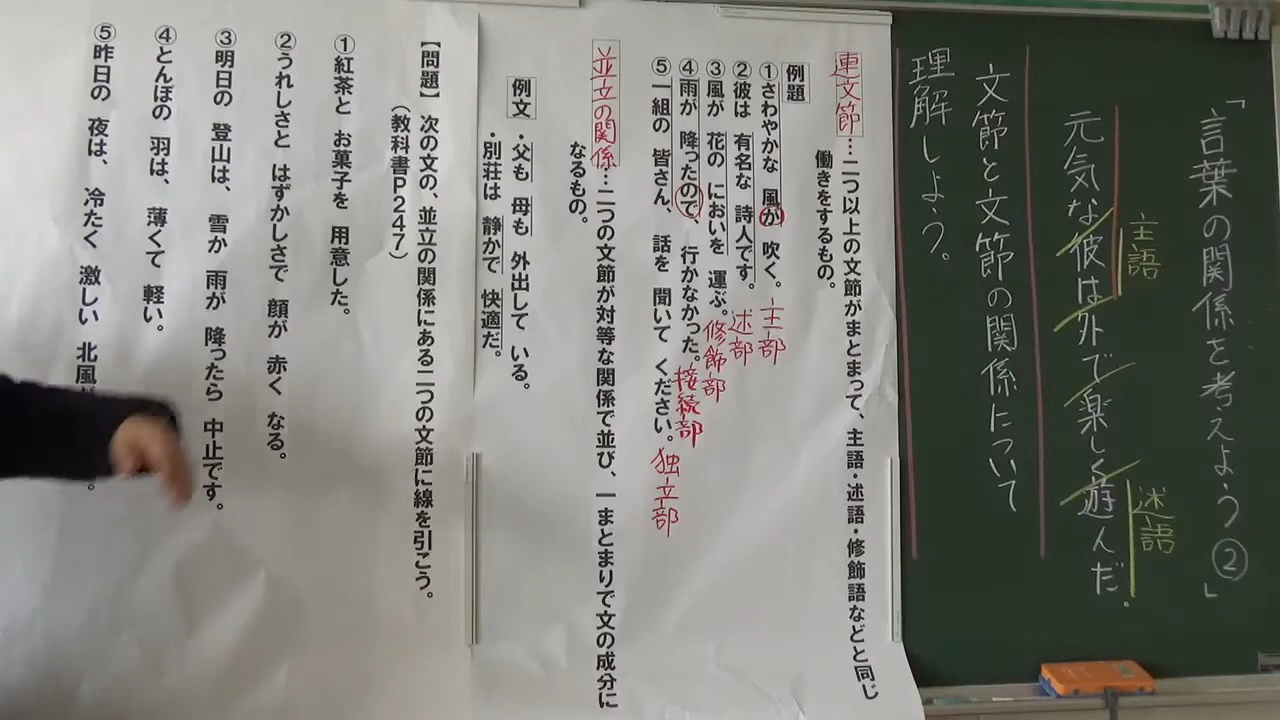 「言葉の関係を考えよう②」
主語
述語
元気な彼は外で楽しく遊んだ.
文節と文節の関係について
理解しよう。
連文節…二つ以上の文節がまとまって、主語・述語・修飾語などと同じ
働きをするもの。
例題
①さわやかな 風が 吹く。主部
②彼は 有名な 詩人です。述部
③風が 花の においを 運ぶ。修飾部
④雨が 降ったので、行かなかった。接続部
⑤一組の 皆さん、話を 聞いて ください。独立部
並立の関係…二つの文節が対等な関係で並び、一まとまりで文の成分に
なるもの。
例文 ・父も 母も 外出して いる。
・別荘は 静かで 快適だ。
【問題】 次の文の、並立の関係にある二つの文節に線を引こう。
（教科書P247）
①紅茶と お菓子を 用意した。
②うれしさと はずかしさで 顔が 赤く なる。
③明日の 登山は、雪か 雨が 降ったら 中止です。
④とんぼの 羽は、薄くて 軽い。
⑤昨日の 夜は、冷たく 激しい 北風が